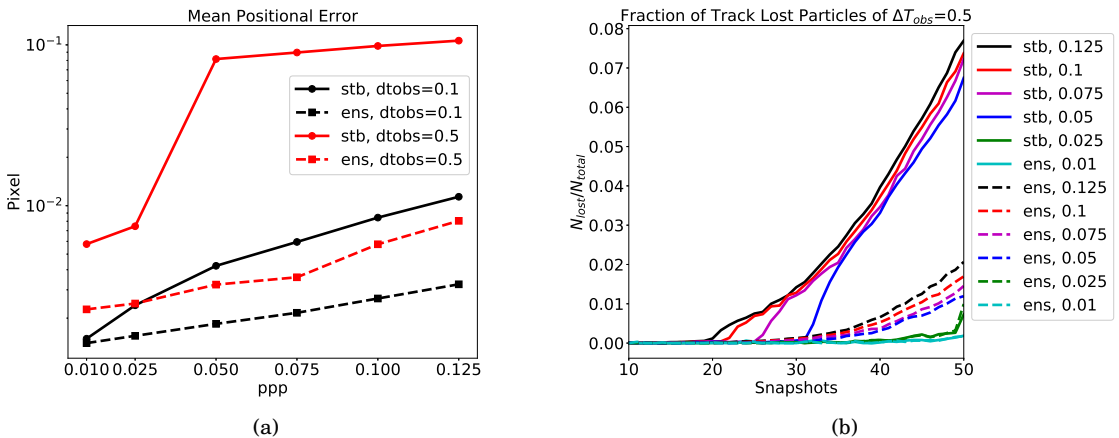 Mean Positional Error
10⁻¹
10⁻²
Pixel
stb, dtobs=0.1
ens, dtobs=0.1
stb, dtobs=0.5
ens, dtobs=0.5
0.010 0.025 0.050 0.075 0.100 0.125
ppp
(a)
Fraction of Track Lost Particles of ΔT_obs=0.5
0.08
0.07
0.06
0.05
0.04
0.03
0.02
0.01
0.00
N_lost/N_total
10 20 30 40 50
Snapshots
stb, 0.125
stb, 0.1
stb, 0.075
stb, 0.05
stb, 0.025
ens, 0.01
ens, 0.125
ens, 0.1
ens, 0.075
ens, 0.05
ens, 0.025
ens, 0.01
(b)